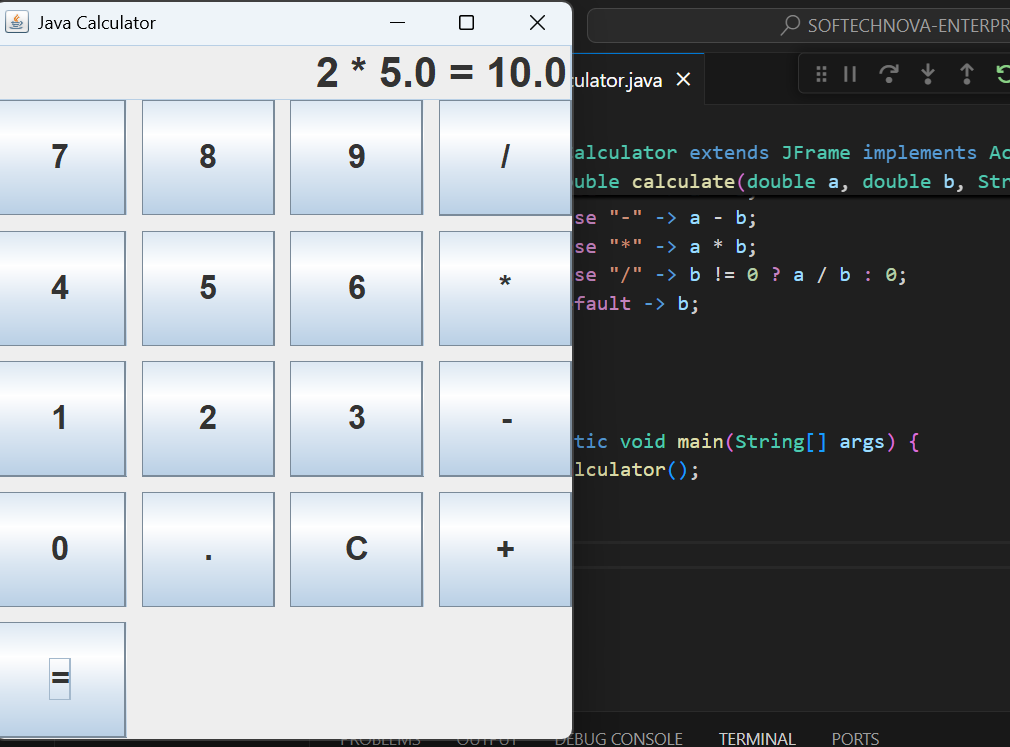 Java Calculator
SOFTECHNOVA-ENTERPR
2 * 5.0 = 10.0
ulator.java
7 8 9 /
4 5 6 *
1 2 3 -
0 . C +
=
alculator extends JFrame implements Ac
uble calculate(double a, double b, Str
se "-" -> a - b;
se "*" -> a * b;
se "/" -> b != 0 ? a / b : 0;
fault -> b;
tic void main(String[] args) {
lculator();
PROBLEMS OUTPUT DEBUG CONSOLE TERMINAL PORTS